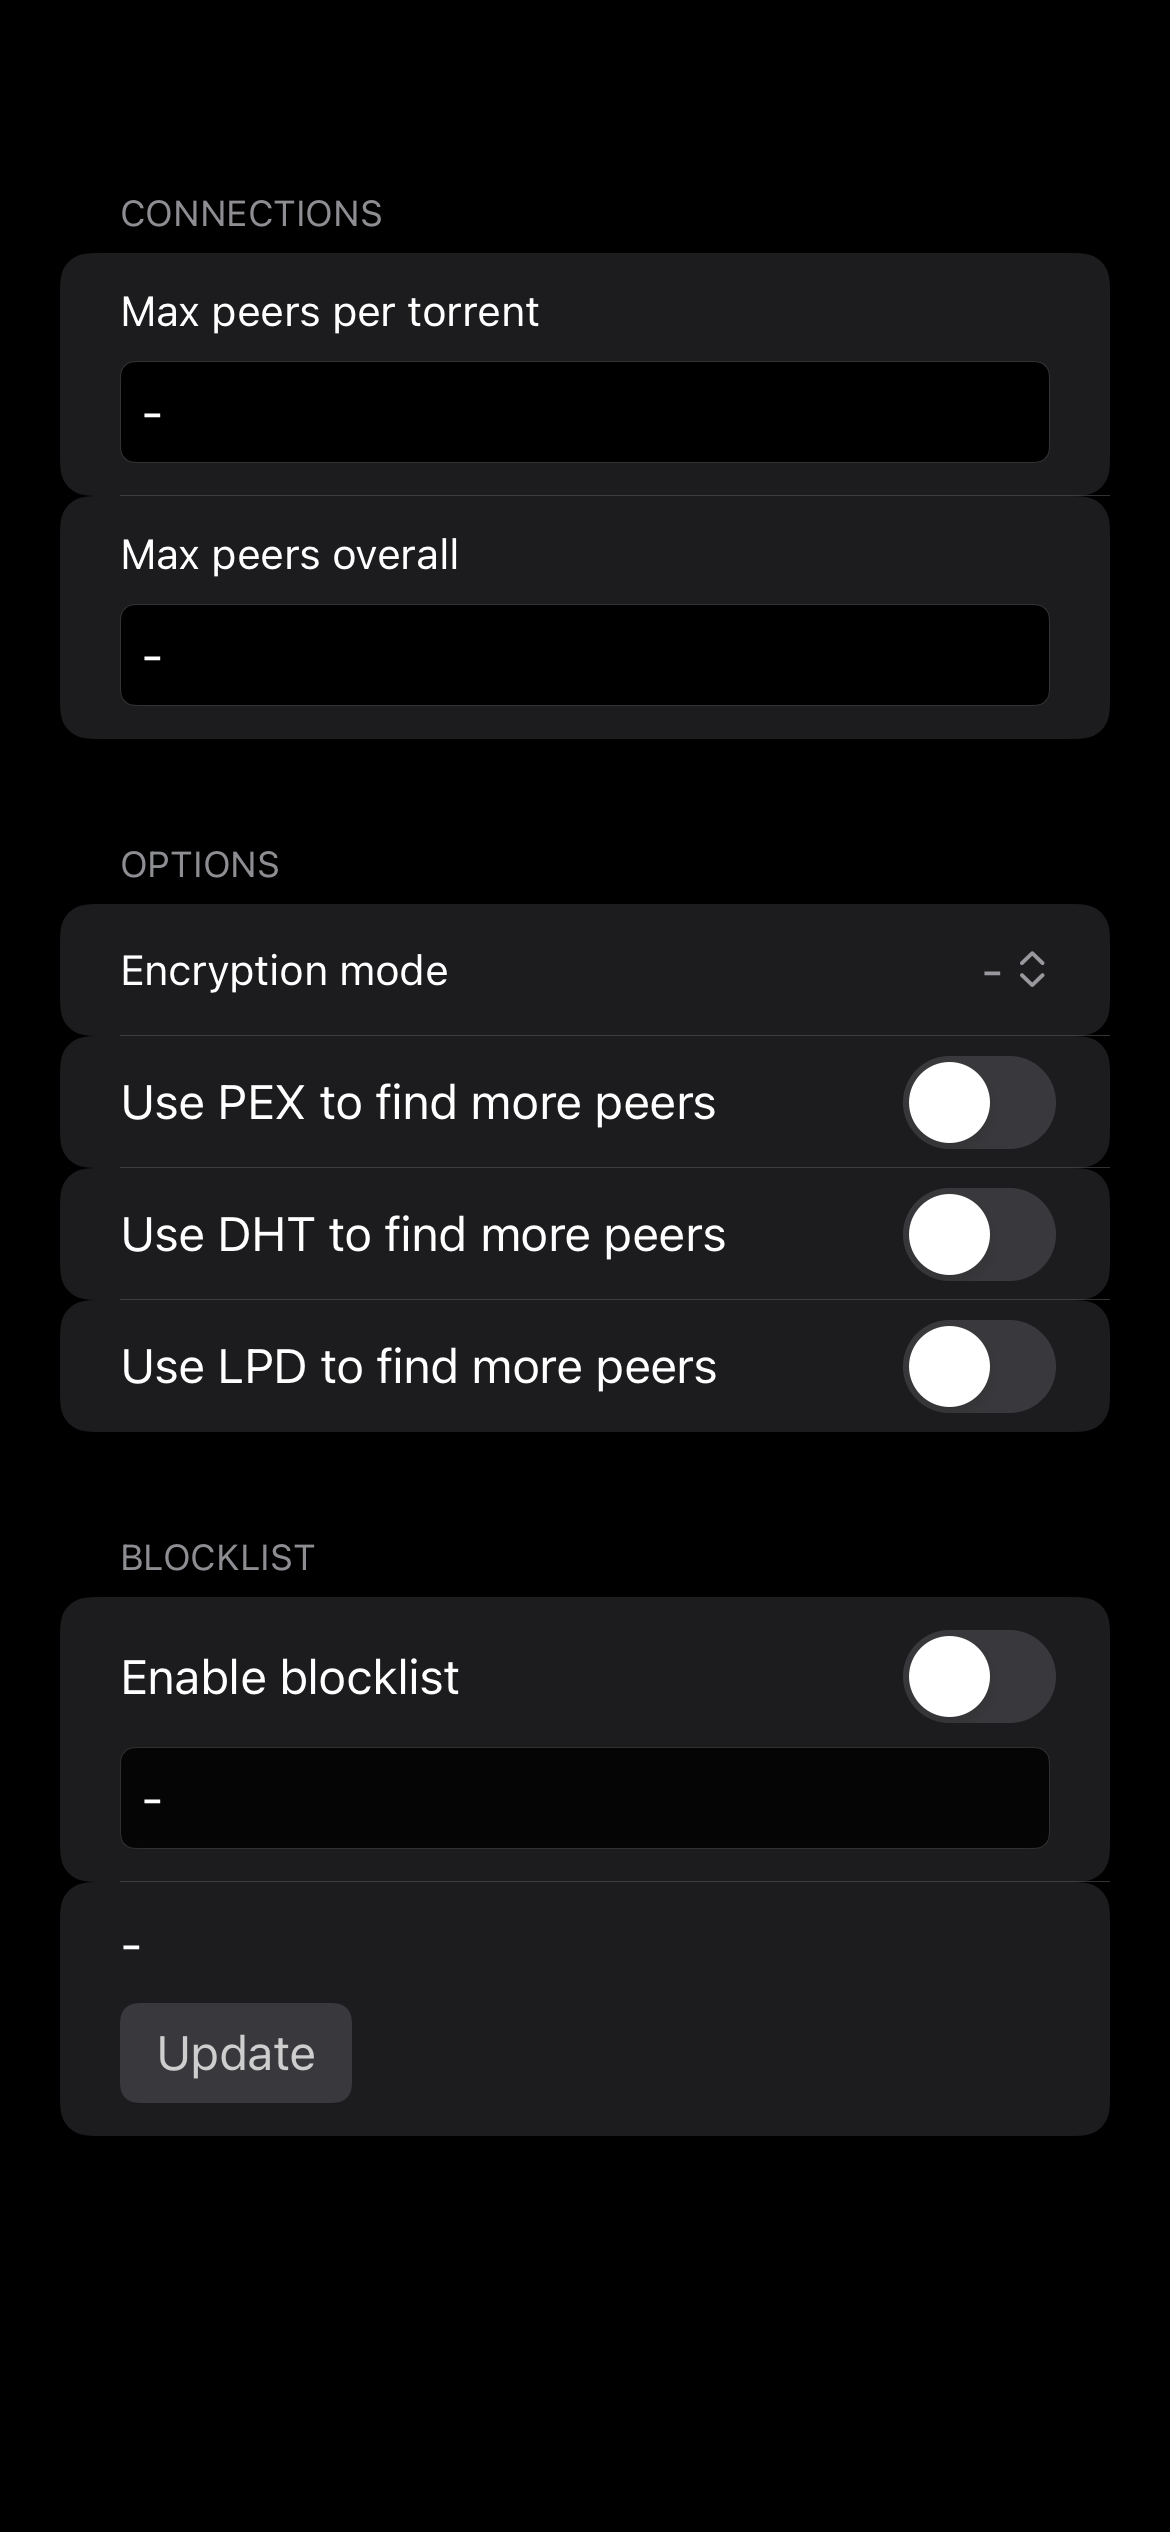 CONNECTIONS
Max peers per torrent
-
Max peers overall
-
OPTIONS
Encryption mode -
Use PEX to find more peers
Use DHT to find more peers
Use LPD to find more peers
BLOCKLIST
Enable blocklist
-
-
Update